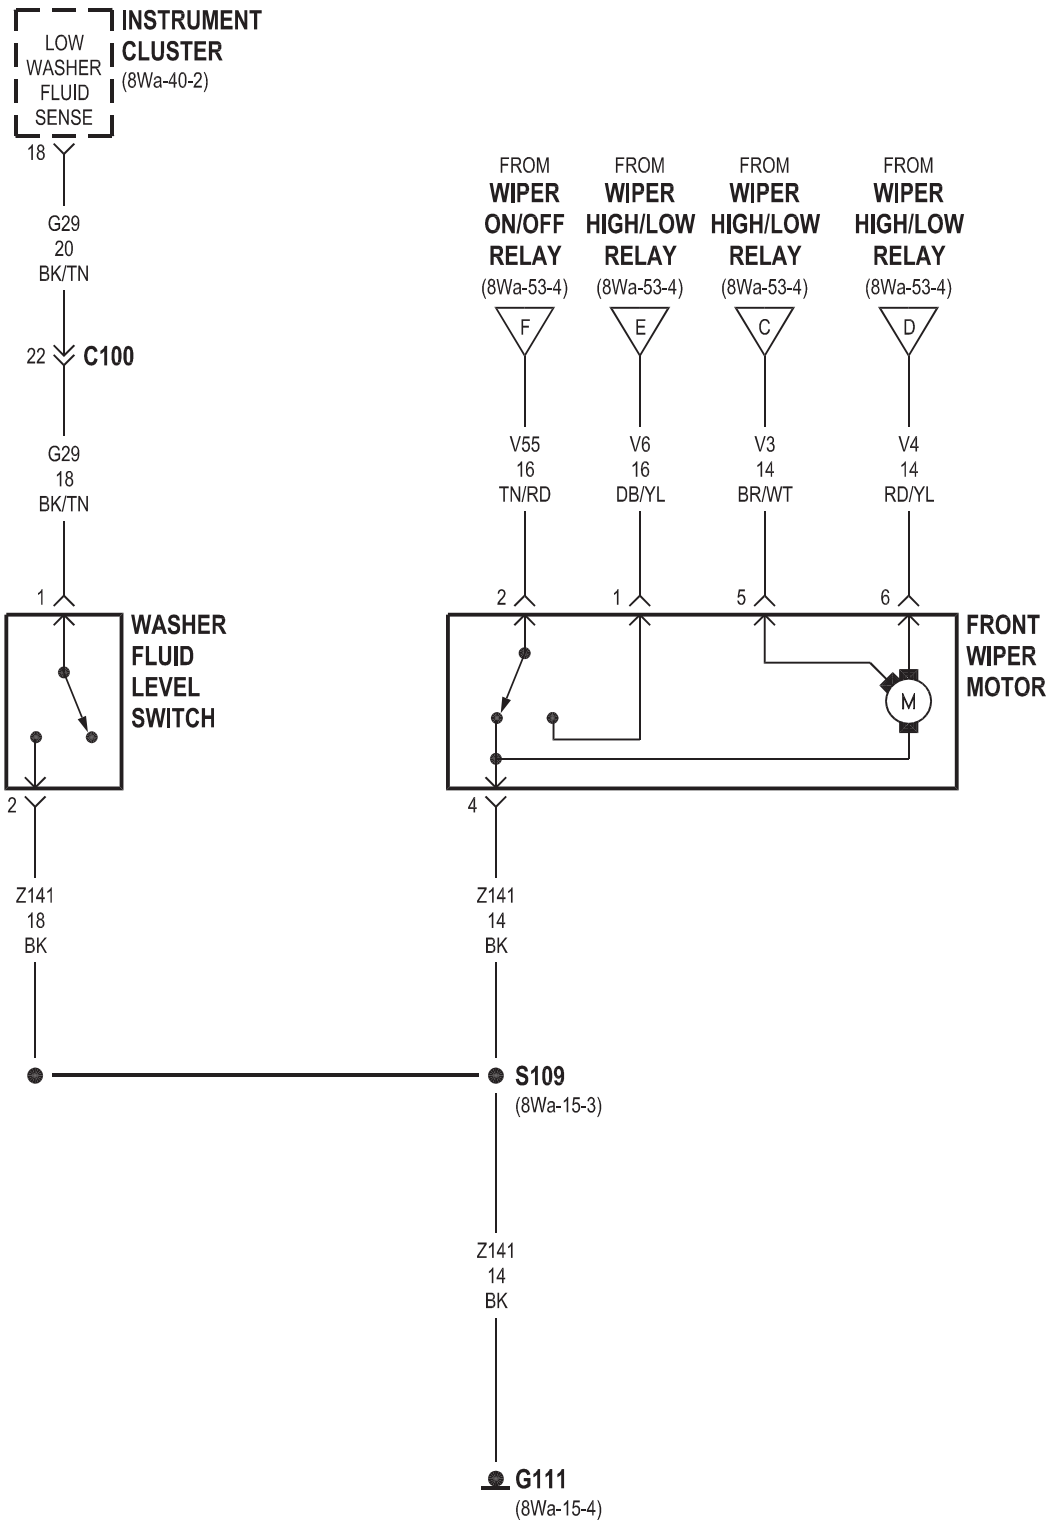 INSTRUMENT
CLUSTER
(8Wa-40-2)
LOW
WASHER
FLUID
SENSE
18
G29
20
BK/TN
22
C100
G29
18
BK/TN
1
WASHER
FLUID
LEVEL
SWITCH
2
Z141
18
BK
FROM
WIPER
ON/OFF
RELAY
(8Wa-53-4)
F
V55
16
TN/RD
2
FROM
WIPER
HIGH/LOW
RELAY
(8Wa-53-4)
E
V6
16
DB/YL
1
FROM
WIPER
HIGH/LOW
RELAY
(8Wa-53-4)
C
V3
14
BR/WT
5
FROM
WIPER
HIGH/LOW
RELAY
(8Wa-53-4)
D
V4
14
RD/YL
6
FRONT
WIPER
MOTOR
M
4
Z141
14
BK
S109
(8Wa-15-3)
Z141
14
BK
G111
(8Wa-15-4)